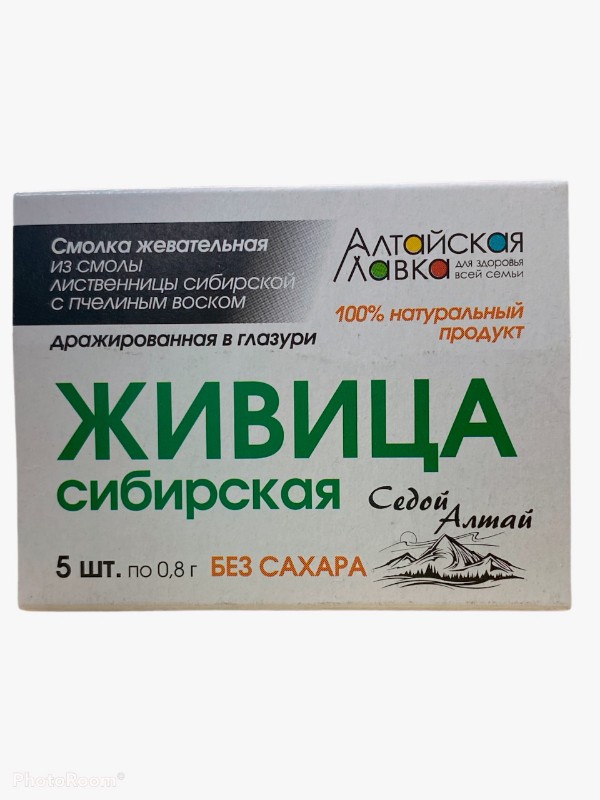 Смолка жевательная
из смолы
лиственницы сибирской
с пчелиным воском
Алтайская
Лавка
для здоровья
всей семьи
100% натуральный
продукт
дражированная в глазури
ЖИВИЦА
сибирская
Седой
Алтай
5 шт. по 0,8 г БЕЗ САХАРА
PhotoRoom®